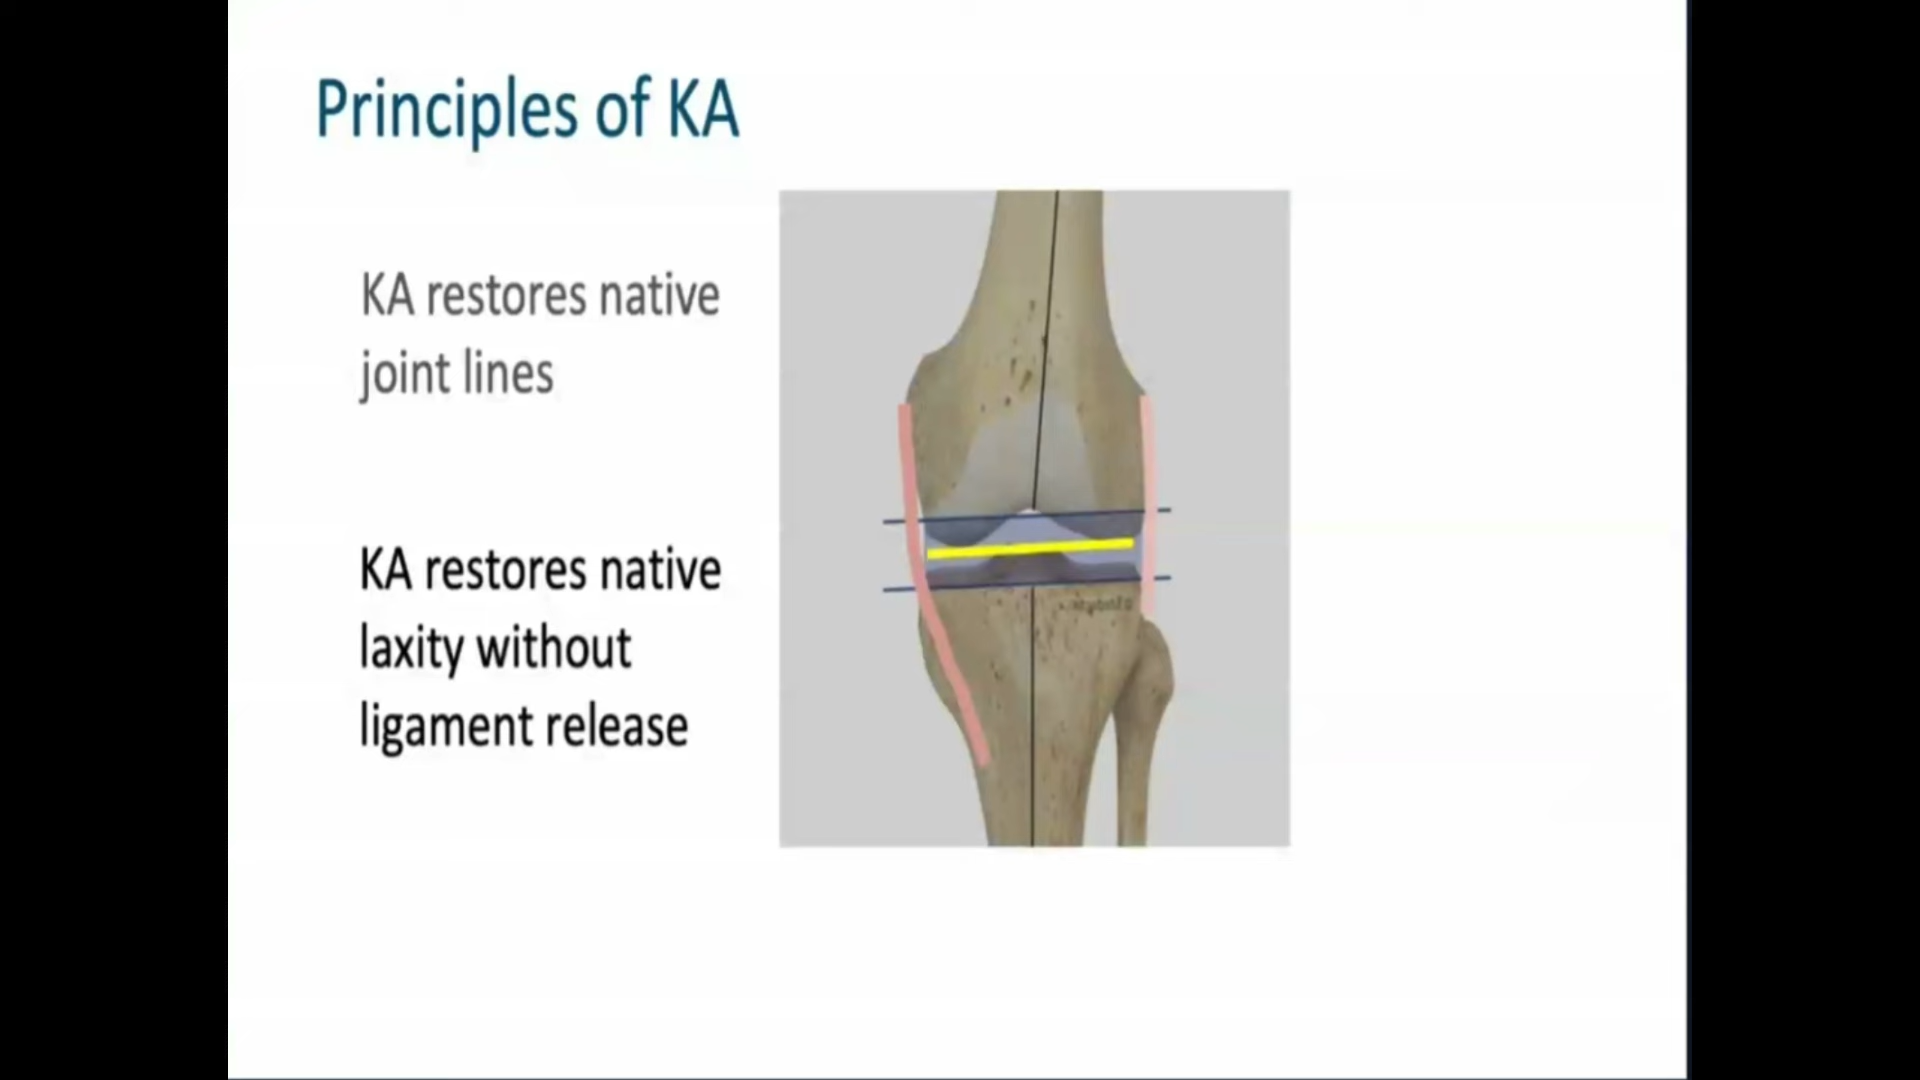 Principles of KA
KA restores native
joint lines
KA restores native
laxity without
ligament release